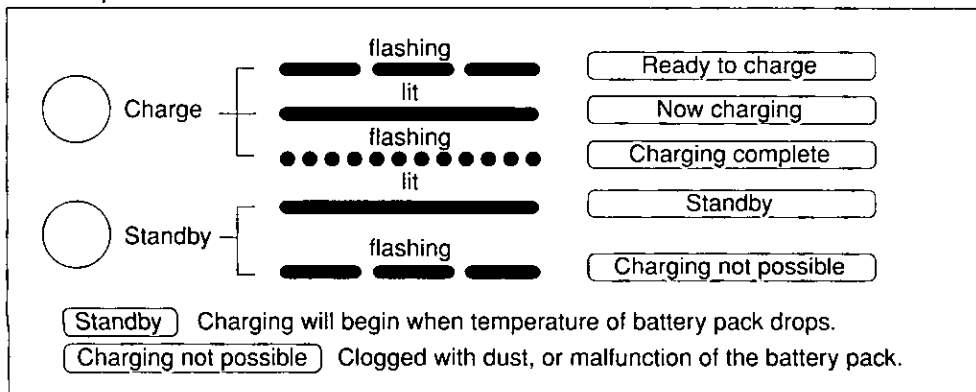 flashing
Ready to charge
lit
Charge
Now charging
flashing
Charging complete
lit
Standby
Standby
flashing
Charging not possible
Standby Charging will begin when temperature of battery pack drops.
Charging not possible Clogged with dust, or malfunction of the battery pack.